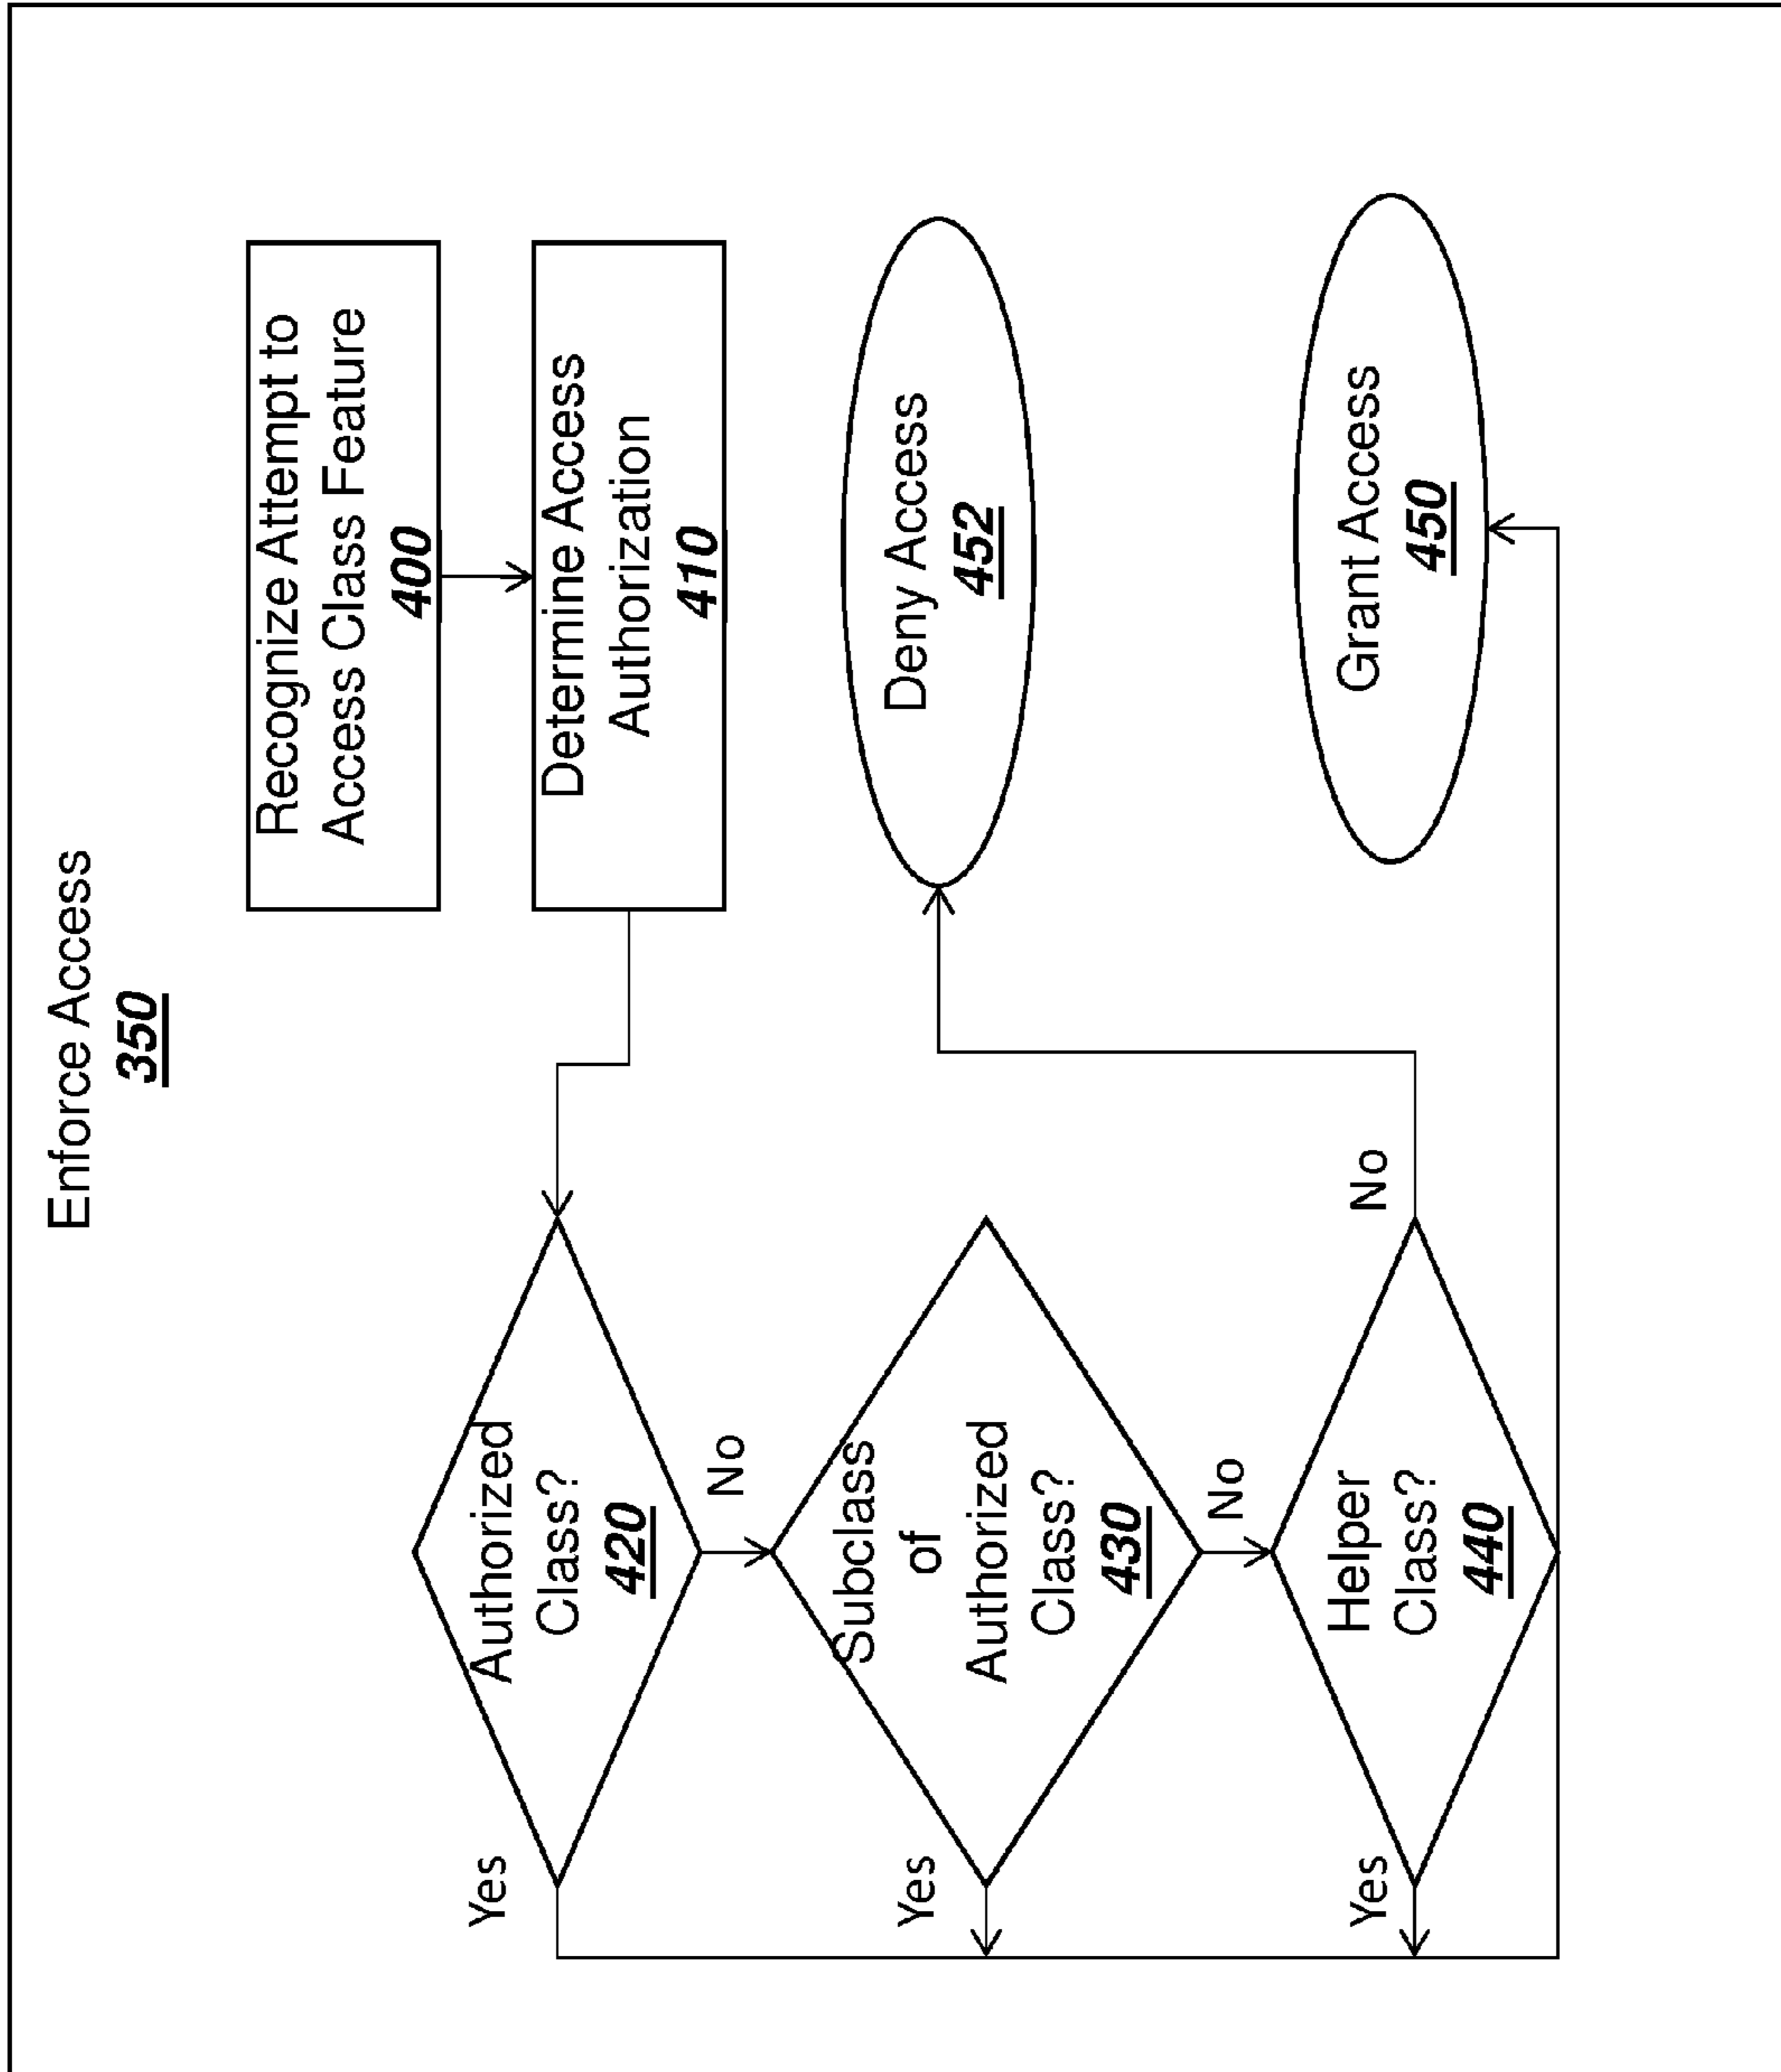 Enforce Access
350
Recognize Attempt to
Access Class Feature
400
Determine Access
Authorization
410
Authorized
Class?
420
Yes
No
Subclass
of
Authorized
Class?
430
Yes
No
Helper
Class?
440
Yes
No
Deny Access
452
Grant Access
450